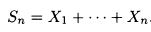 Sₙ = X₁ + ··· + Xₙ.